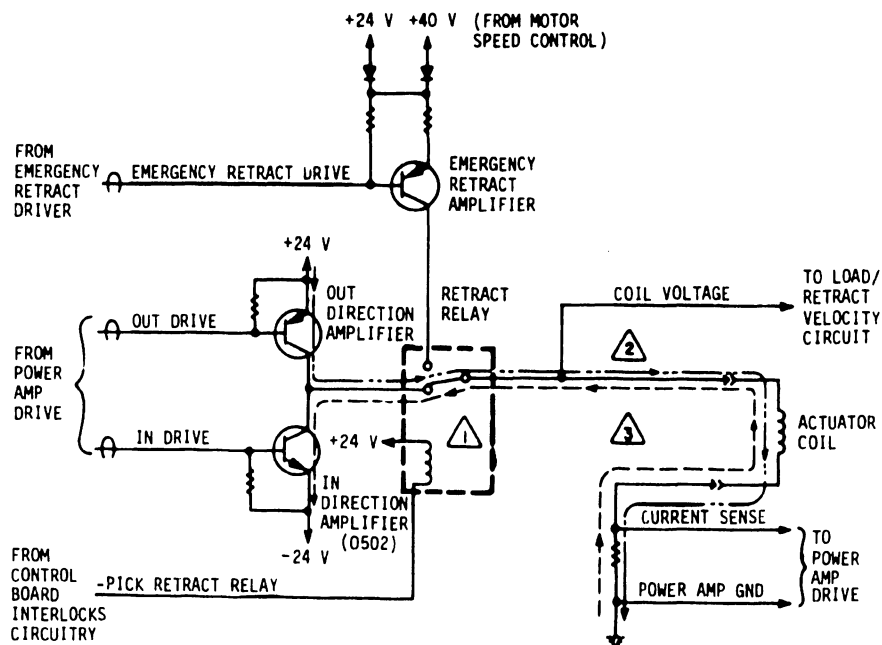 +24 V +40 V (FROM MOTOR
SPEED CONTROL)
FROM
EMERGENCY
RETRACT
DRIVER
EMERGENCY RETRACT DRIVE
EMERGENCY
RETRACT
AMPLIFIER
+24 V
OUT
DIRECTION
AMPLIFIER
RETRACT
RELAY
COIL VOLTAGE
TO LOAD/
RETRACT
VELOCITY
CIRCUIT
OUT DRIVE
FROM
POWER
AMP
DRIVE
2
IN DRIVE
+24 V
1
3
ACTUATOR
COIL
IN
DIRECTION
AMPLIFIER
(0502)
-24 V
CURRENT SENSE
TO
POWER
AMP
DRIVE
POWER AMP GND
FROM
CONTROL
BOARD
INTERLOCKS
CIRCUITRY
-PICK RETRACT RELAY